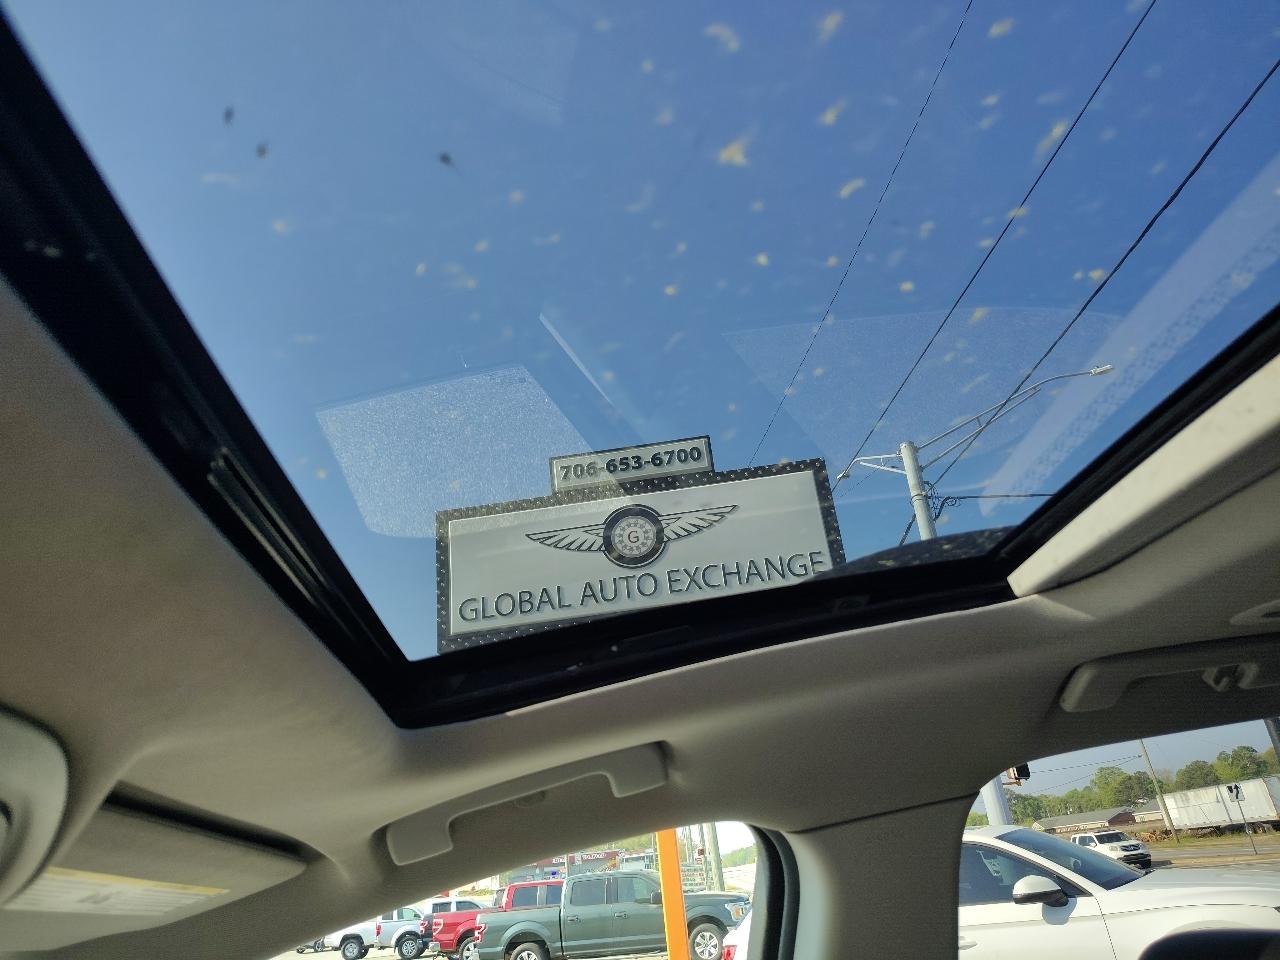 706-653-6700
G
GLOBAL AUTO EXCHANGE